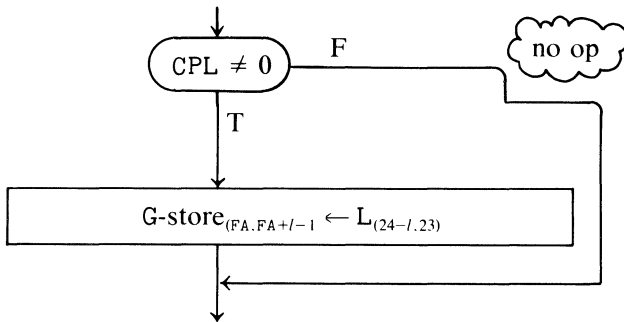 CPL ≠ 0
F
no op
T
G-store(FA.FA+l−1 ← L(24−l.23)